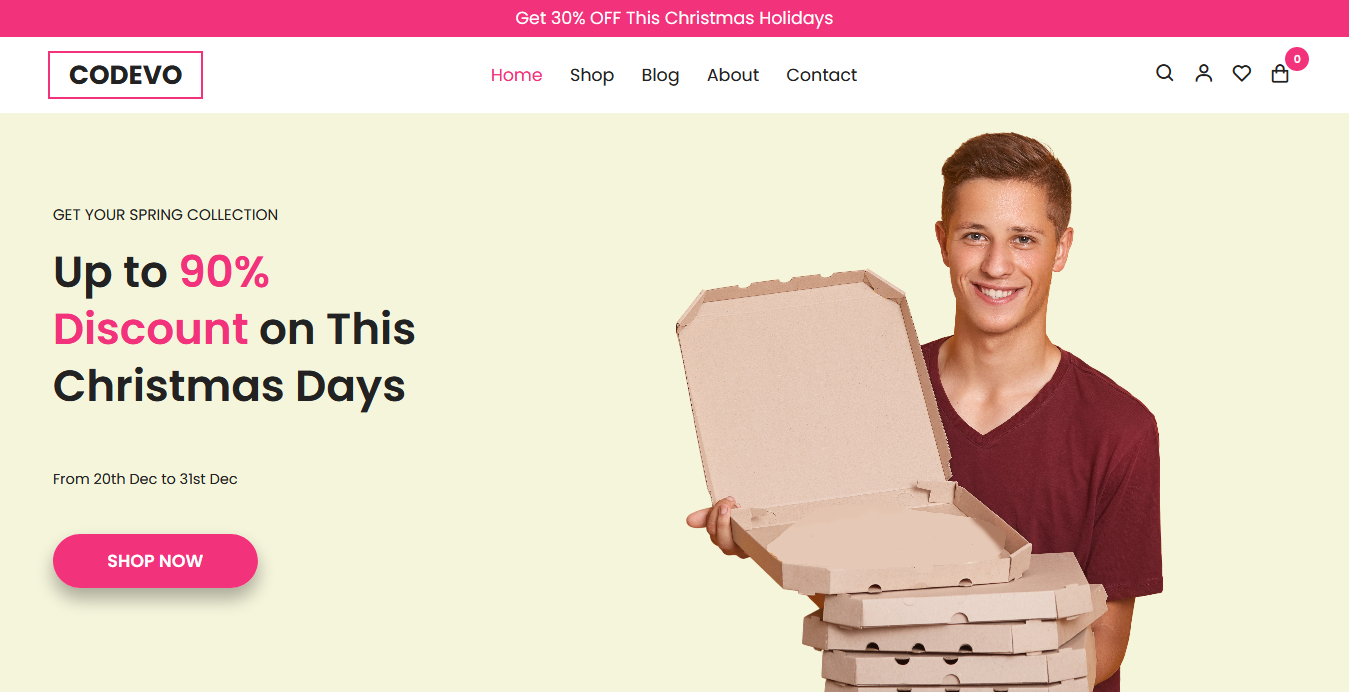 Get 30% OFF This Christmas Holidays
CODEVO
Home Shop Blog About Contact
0
GET YOUR SPRING COLLECTION
Up to 90%
Discount on This
Christmas Days
From 20th Dec to 31st Dec
SHOP NOW